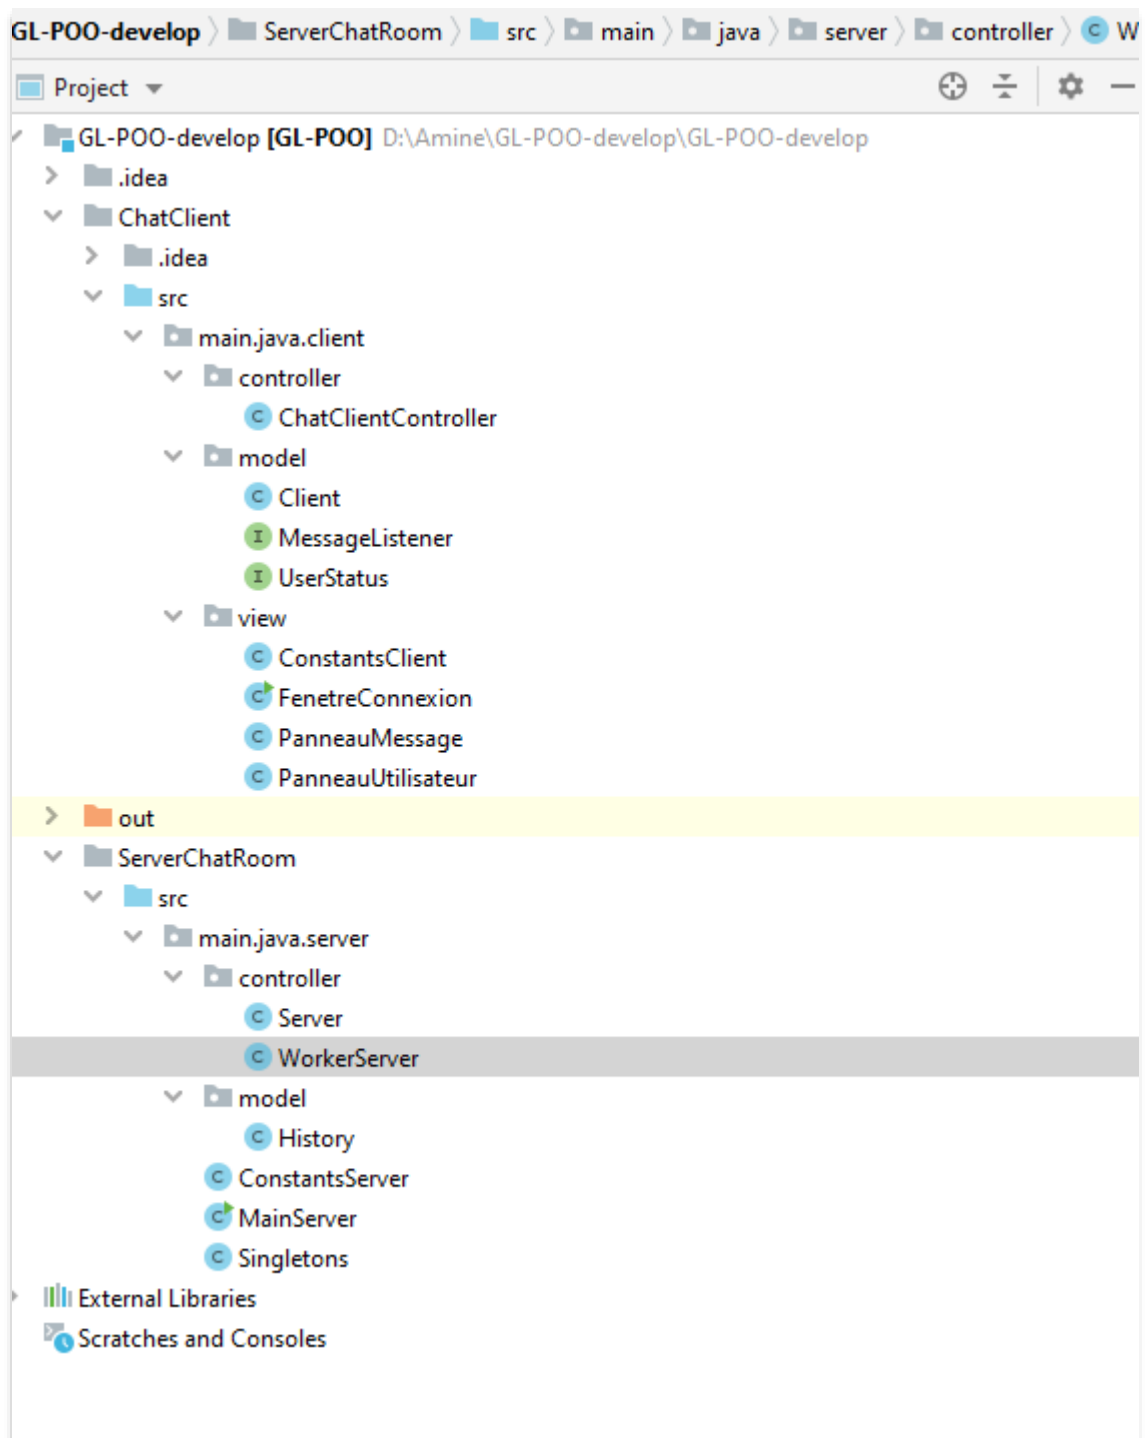 GL-POO-develop ServerChatRoom src main java server controller W
Project
GL-POO-develop [GL-POO] D:\Amine\GL-POO-develop\GL-POO-develop
.idea
ChatClient
.idea
src
main.java.client
controller
ChatClientController
model
Client
MessageListener
UserStatus
view
ConstantsClient
FenetreConnexion
PanneauMessage
PanneauUtilisateur
out
ServerChatRoom
src
main.java.server
controller
Server
WorkerServer
model
History
ConstantsServer
MainServer
Singletons
External Libraries
Scratches and Consoles